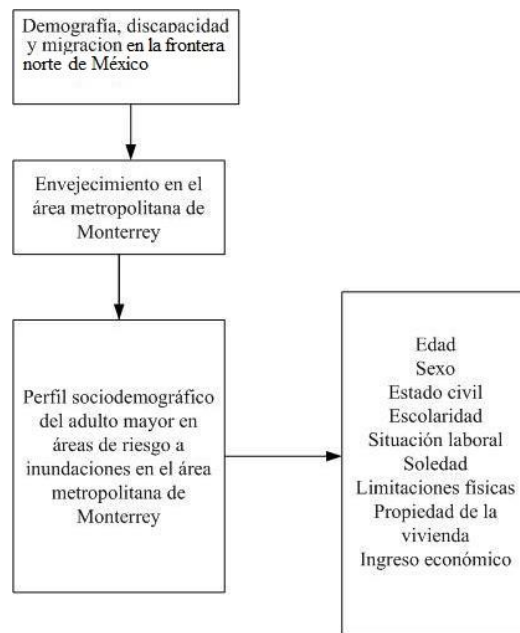 Demografía, discapacidad
y migracion en la frontera
norte de México
Envejecimiento en el
área metropolitana de
Monterrey
Perfil sociodemográfico
del adulto mayor en
áreas de riesgo a
inundaciones en el área
metropolitana de
Monterrey
Edad
Sexo
Estado civil
Escolaridad
Situación laboral
Soledad
Limitaciones físicas
Propiedad de la
vivienda
Ingreso económico